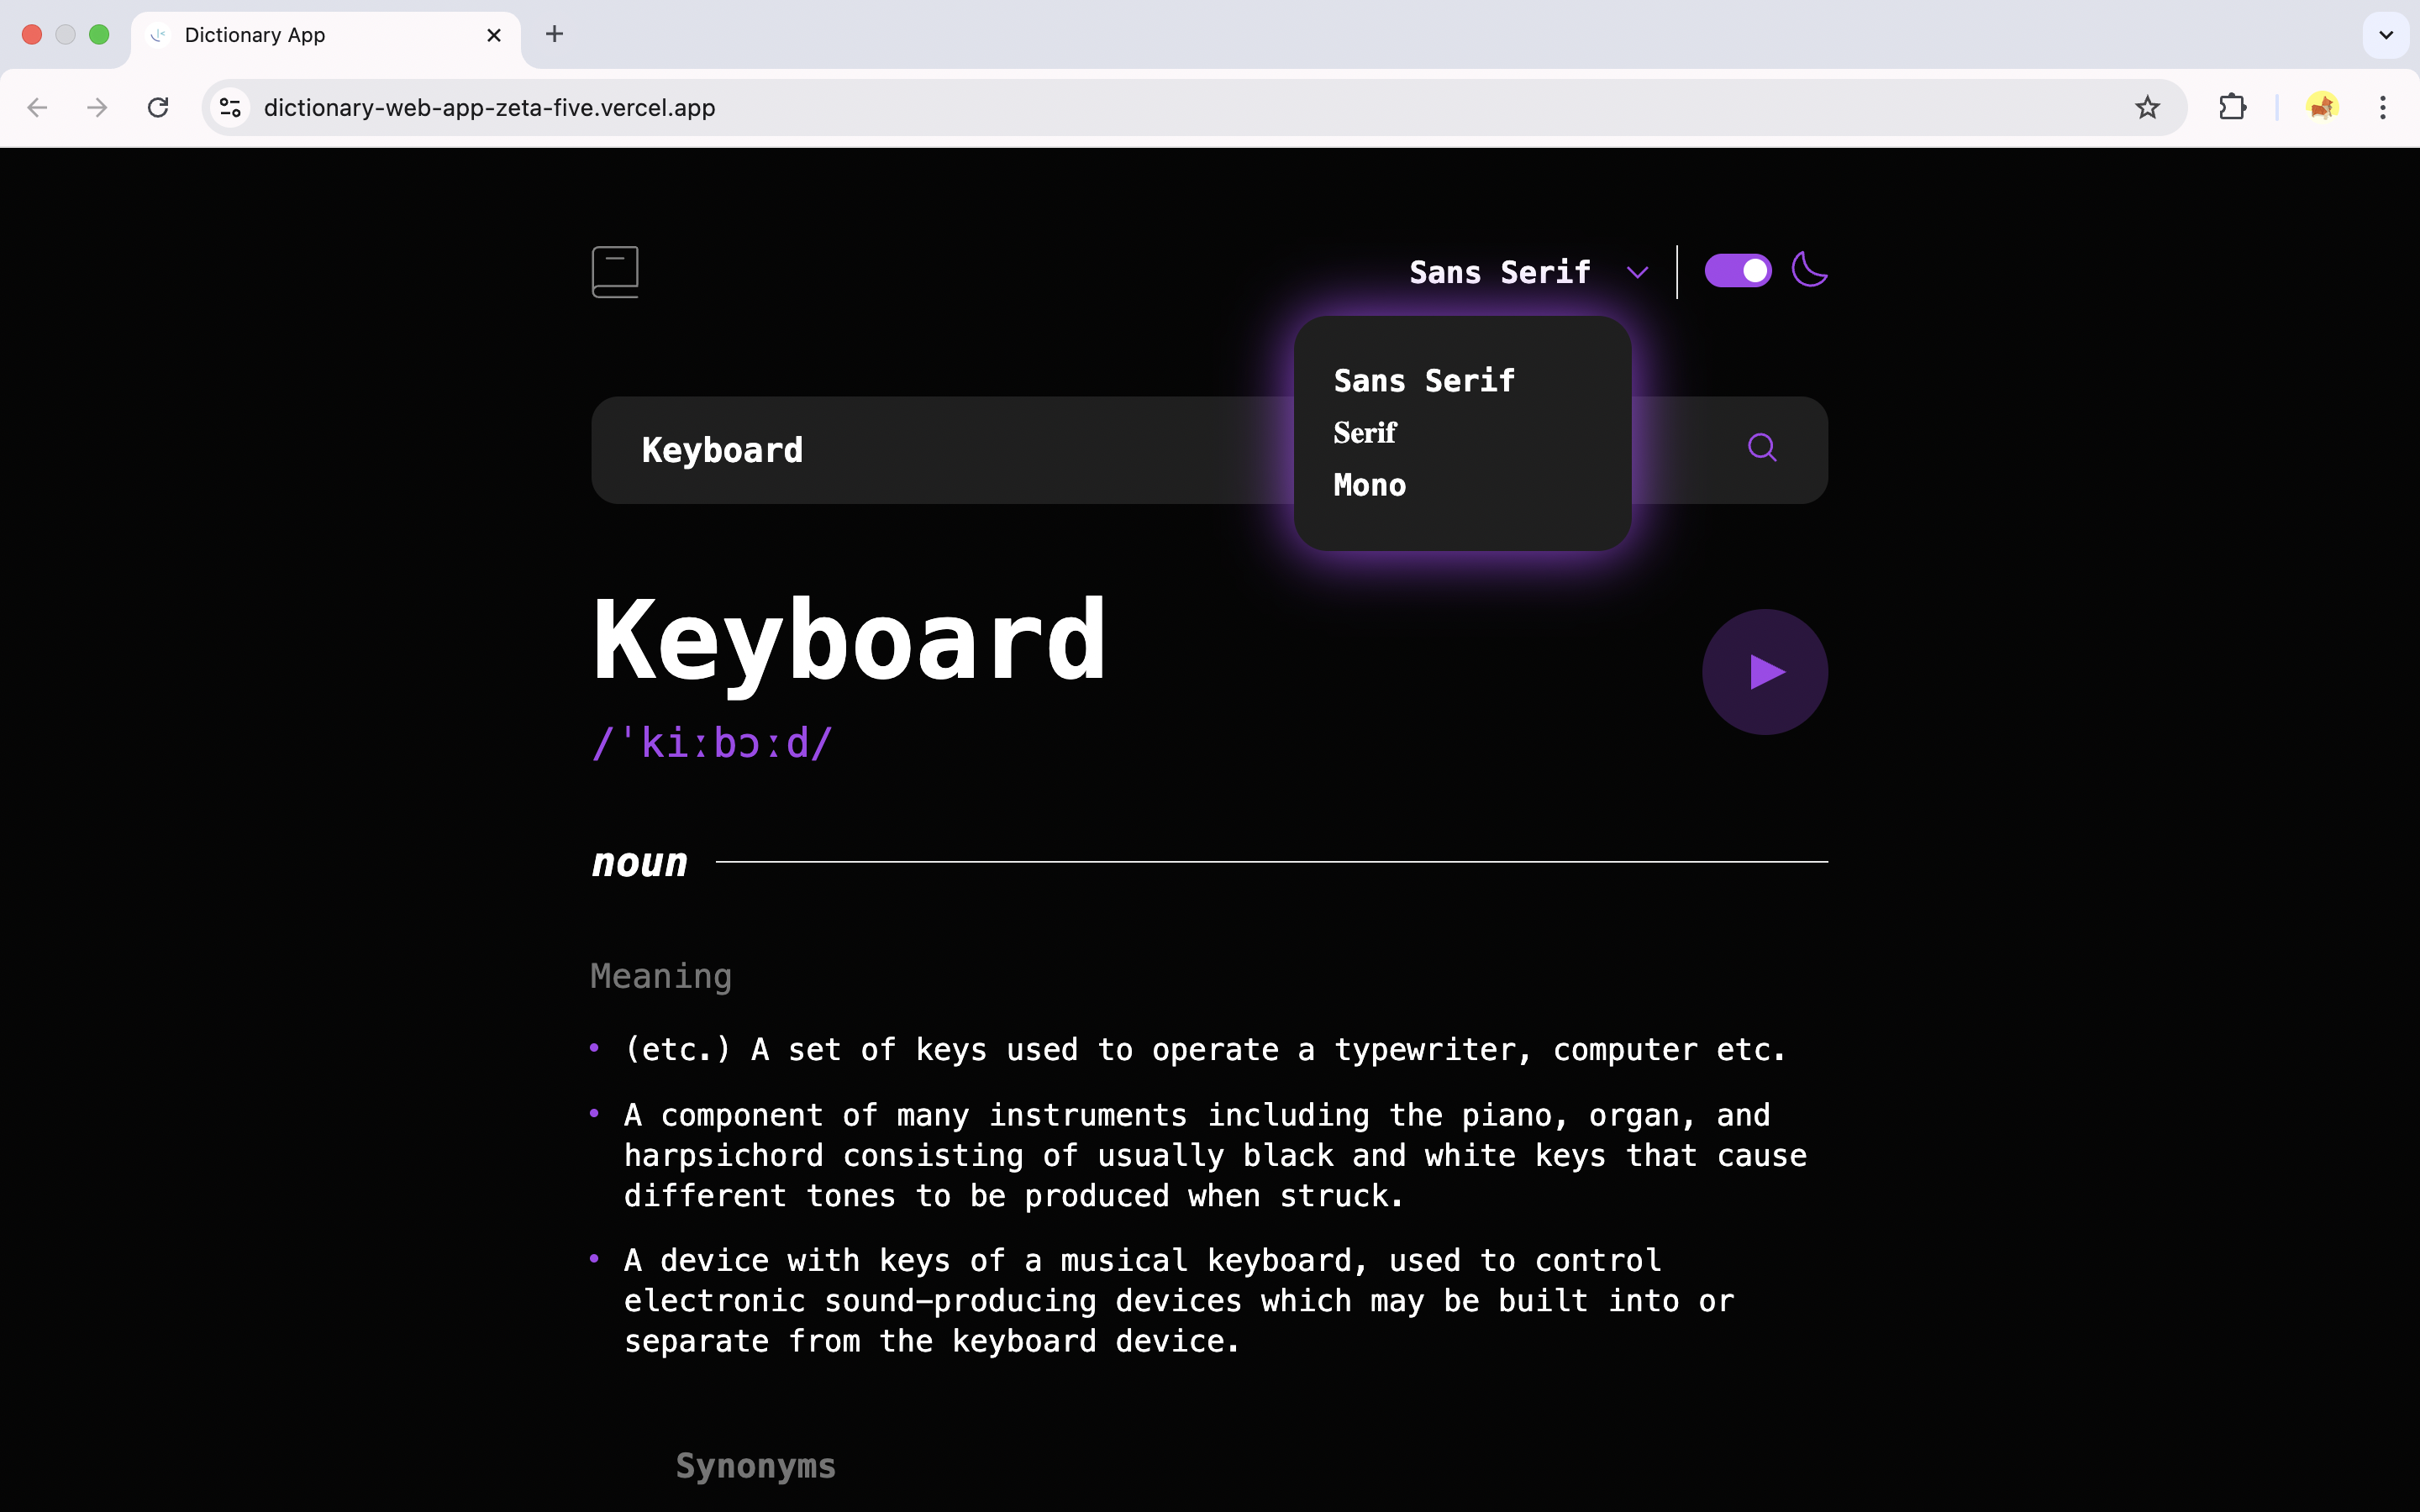 Dictionary App
dictionary-web-app-zeta-five.vercel.app
Sans Serif
Sans Serif
Serif
Mono
Keyboard
Keyboard
/ˈkiːbɔːd/
noun
Meaning
(etc.) A set of keys used to operate a typewriter, computer etc.
A component of many instruments including the piano, organ, and
harpsichord consisting of usually black and white keys that cause
different tones to be produced when struck.
A device with keys of a musical keyboard, used to control
electronic sound-producing devices which may be built into or
separate from the keyboard device.
Synonyms